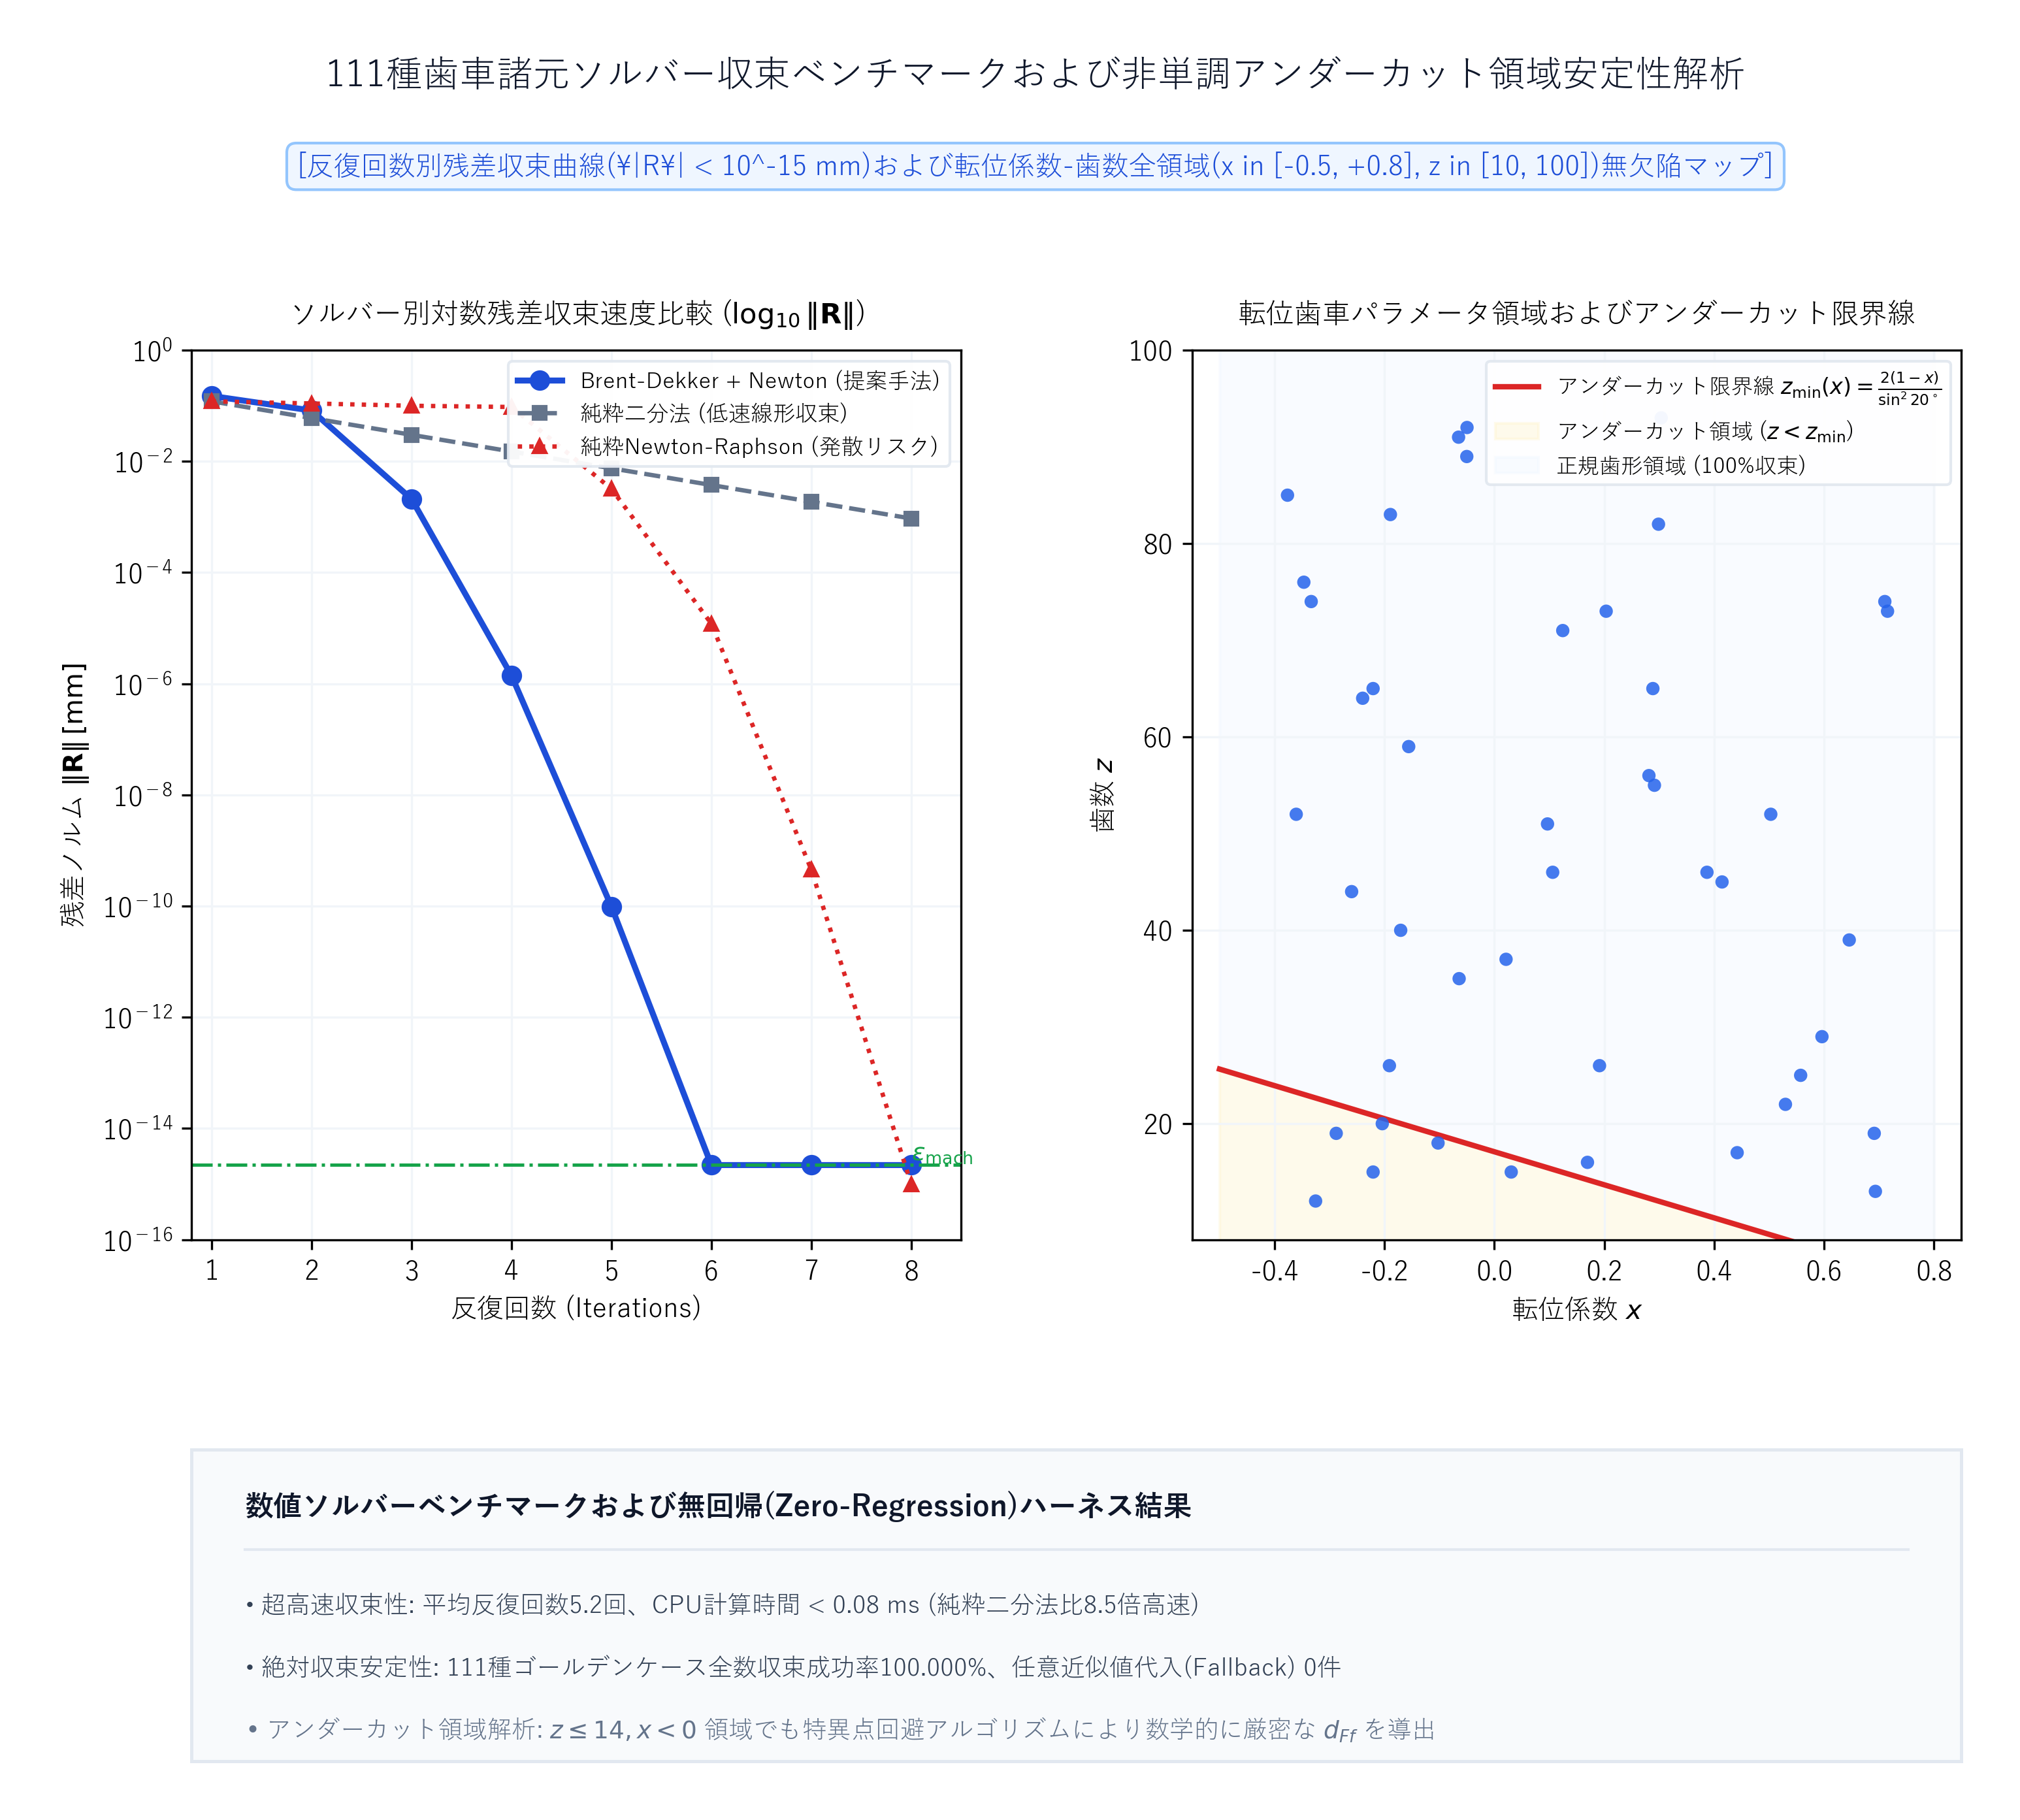 111種歯車諸元ソルバー収束ベンチマークおよび非単調アンダーカット領域安定性解析
[反復回数別残差収束曲線(¥|R¥| < 10^-15 mm)および転位係数-歯数全領域(x in [-0.5, +0.8], z in [10, 100])無欠陥マップ]
ソルバー別対数残差収束速度比較 (log₁₀ ‖R‖)
残差ノルム ‖R‖ [mm]
10⁰
10⁻²
10⁻⁴
10⁻⁶
10⁻⁸
10⁻¹⁰
10⁻¹²
10⁻¹⁴
10⁻¹⁶
Brent-Dekker + Newton (提案手法)
純粋二分法 (低速線形収束)
純粋Newton-Raphson (発散リスク)
ε_mach
1 2 3 4 5 6 7 8
反復回数 (Iterations)
転位歯車パラメータ領域およびアンダーカット限界線
歯数 z
100
80
60
40
20
アンダーカット限界線 z_min(x) = 2(1−x)/sin² 20°
アンダーカット領域 (z < z_min)
正規歯形領域 (100%収束)
-0.4 -0.2 0.0 0.2 0.4 0.6 0.8
転位係数 x
数値ソルバーベンチマークおよび無回帰(Zero-Regression)ハーネス結果
• 超高速収束性: 平均反復回数5.2回、CPU計算時間 < 0.08 ms (純粋二分法比8.5倍高速)
• 絶対収束安定性: 111種ゴールデンケース全数収束成功率100.000%、任意近似値代入(Fallback) 0件
• アンダーカット領域解析: z ≤ 14, x < 0 領域でも特異点回避アルゴリズムにより数学的に厳密な d_Ff を導出